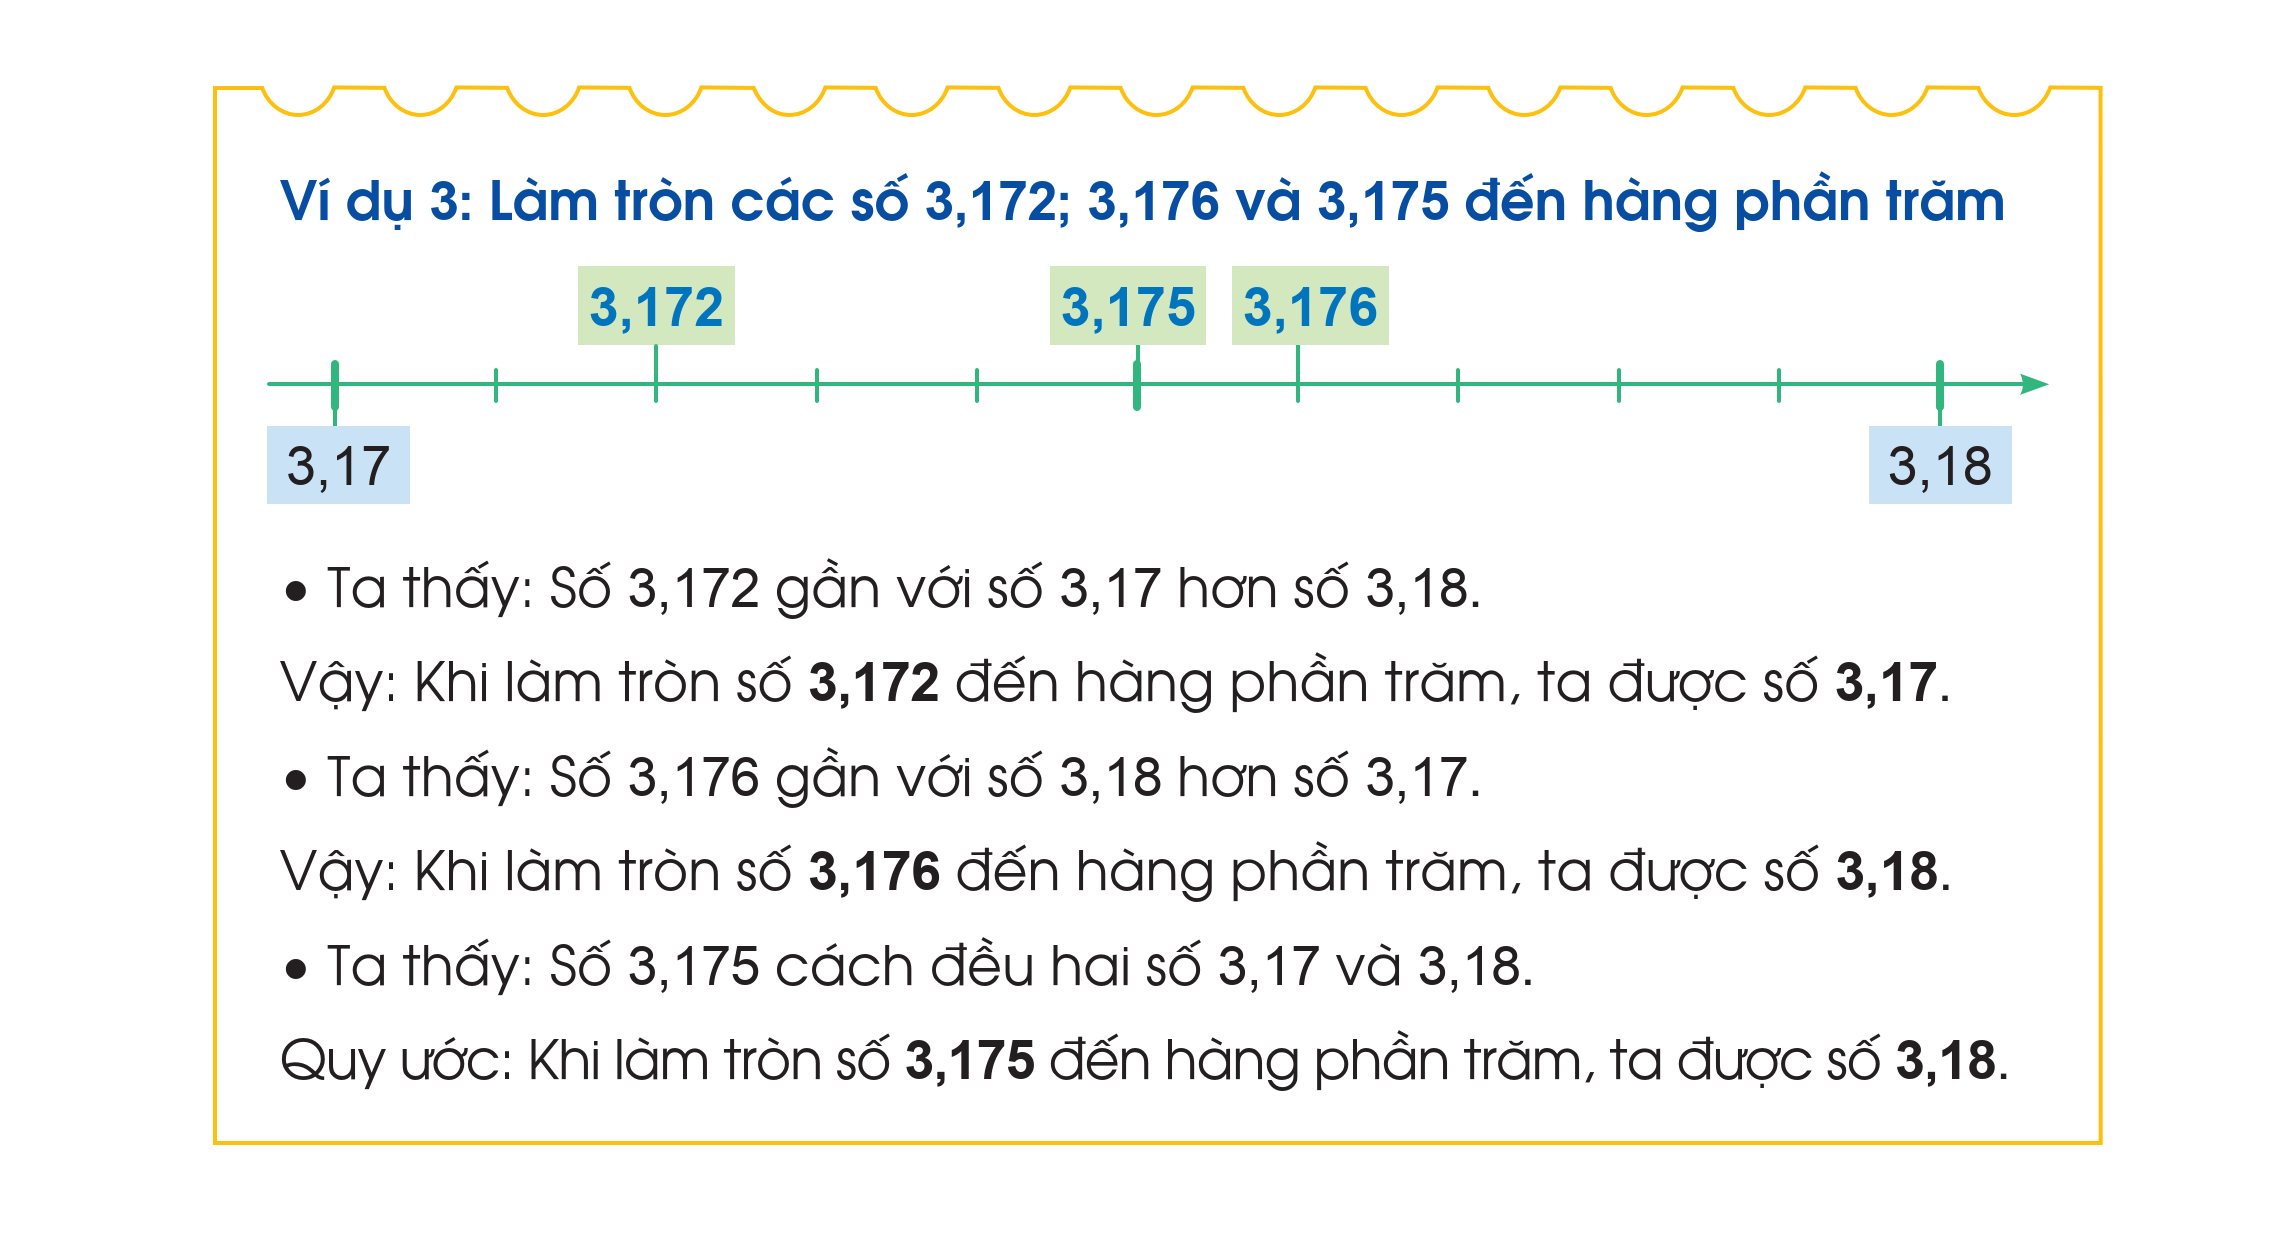 Ví dụ 3: Làm tròn các số 3,172; 3,176 và 3,175 đến hàng phần trăm
3,172 3,175 3,176
3,17 3,18
• Ta thấy: Số 3,172 gần với số 3,17 hơn số 3,18.
Vậy: Khi làm tròn số 3,172 đến hàng phần trăm, ta được số 3,17.
• Ta thấy: Số 3,176 gần với số 3,18 hơn số 3,17.
Vậy: Khi làm tròn số 3,176 đến hàng phần trăm, ta được số 3,18.
• Ta thấy: Số 3,175 cách đều hai số 3,17 và 3,18.
Quy ước: Khi làm tròn số 3,175 đến hàng phần trăm, ta được số 3,18.